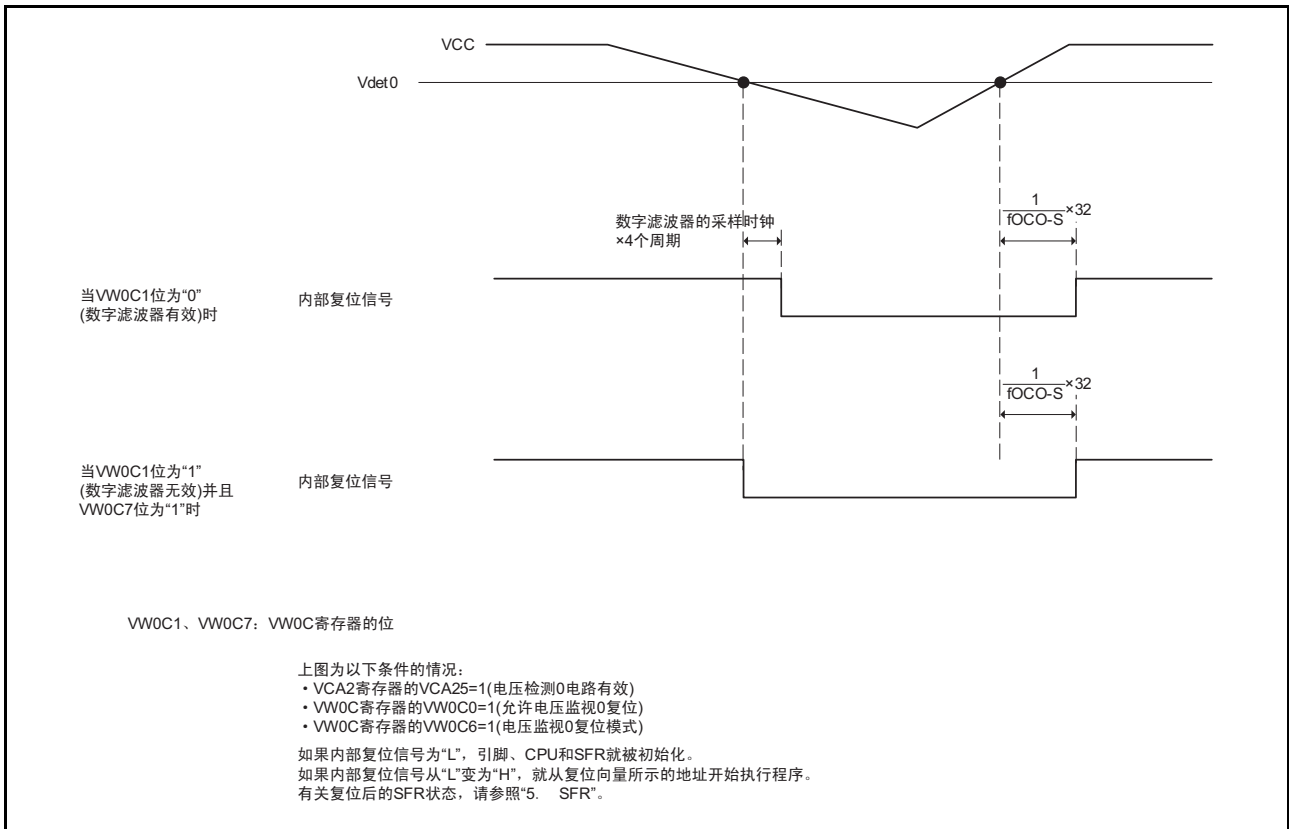 VCC
Vdet0
数字滤波器的采样时钟
×4个周期
1
fOCO-S
×32
当VW0C1位为“0”
(数字滤波器有效)时
内部复位信号
1
fOCO-S
×32
当VW0C1位为“1”
(数字滤波器无效)并且
VW0C7位为“1”时
内部复位信号
VW0C1、VW0C7：VW0C寄存器的位
上图为以下条件的情况：
・VCA2寄存器的VCA25=1(电压检测0电路有效)
・VW0C寄存器的VW0C0=1(允许电压监视0复位)
・VW0C寄存器的VW0C6=1(电压监视0复位模式)
如果内部复位信号为“L”，引脚、CPU和SFR就被初始化。
如果内部复位信号从“L”变为“H”，就从复位向量所示的地址开始执行程序。
有关复位后的SFR状态，请参照“5. SFR”。